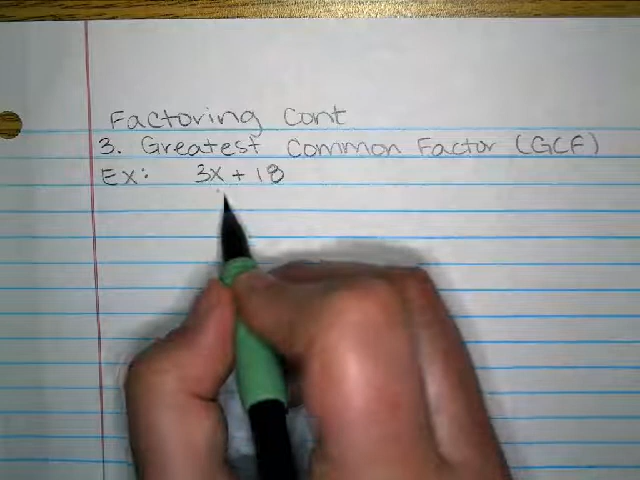 Factoring Cont
3. Greatest Common Factor (GCF)
Ex: 3x + 18